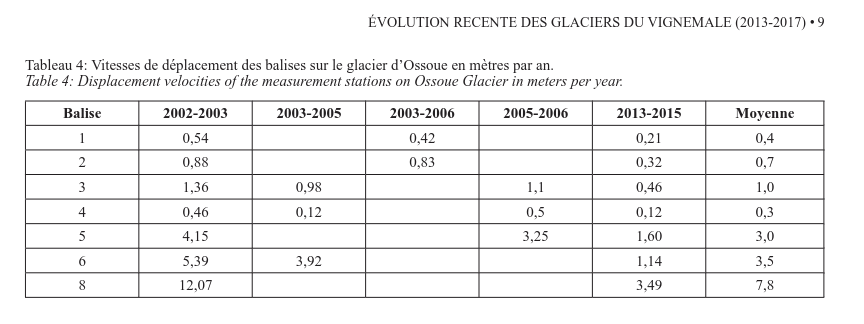 ÉVOLUTION RECENTE DES GLACIERS DU VIGNEMALE (2013-2017) • 9
Tableau 4: Vitesses de déplacement des balises sur le glacier d'Ossoue en mètres par an.
Table 4: Displacement velocities of the measurement stations on Ossoue Glacier in meters per year.
Balise 2002-2003 2003-2005 2003-2006 2005-2006 2013-2015 Moyenne
1 0,54 0,42 0,21 0,4
2 0,88 0,83 0,32 0,7
3 1,36 0,98 1,1 0,46 1,0
4 0,46 0,12 0,5 0,12 0,3
5 4,15 3,25 1,60 3,0
6 5,39 3,92 1,14 3,5
8 12,07 3,49 7,8